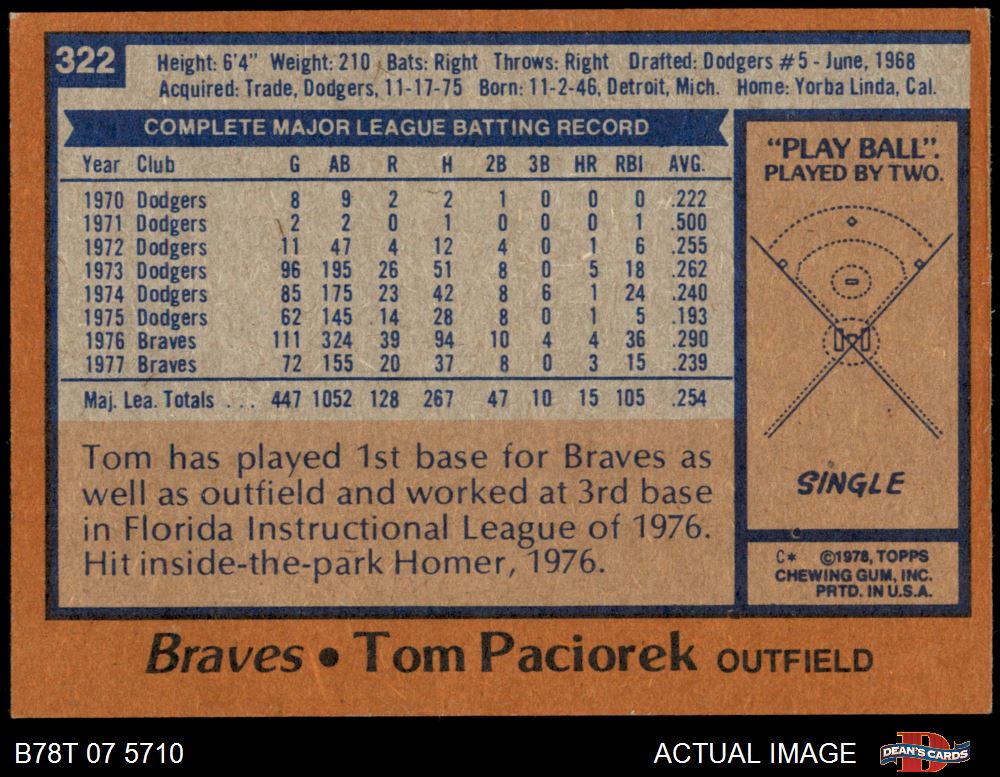 322
Height: 6'4" Weight: 210 Bats: Right Throws: Right Drafted: Dodgers #5 - June, 1968
Acquired: Trade, Dodgers, 11-17-75 Born: 11-2-46, Detroit, Mich. Home: Yorba Linda, Cal.
COMPLETE MAJOR LEAGUE BATTING RECORD
Year Club G AB R H 2B 3B HR RBI AVG.
1970 Dodgers 8 9 2 2 1 0 0 0 .222
1971 Dodgers 2 2 0 1 0 0 0 1 .500
1972 Dodgers 11 47 4 12 4 0 1 6 .255
1973 Dodgers 96 195 26 51 8 0 5 18 .262
1974 Dodgers 85 175 23 42 8 6 1 24 .240
1975 Dodgers 62 145 14 28 8 0 1 5 .193
1976 Braves 111 324 39 94 10 4 4 36 .290
1977 Braves 72 155 20 37 8 0 3 15 .239
Maj. Lea. Totals ... 447 1052 128 267 47 10 15 105 .254
Tom has played 1st base for Braves as
well as outfield and worked at 3rd base
in Florida Instructional League of 1976.
Hit inside-the-park Homer, 1976.
"PLAY BALL".
PLAYED BY TWO.
SINGLE
C* ©1978, TOPPS
CHEWING GUM, INC.
PRTD. IN U.S.A.
Braves • Tom Paciorek OUTFIELD
B78T 07 5710
ACTUAL IMAGE
DEAN'S CARDS